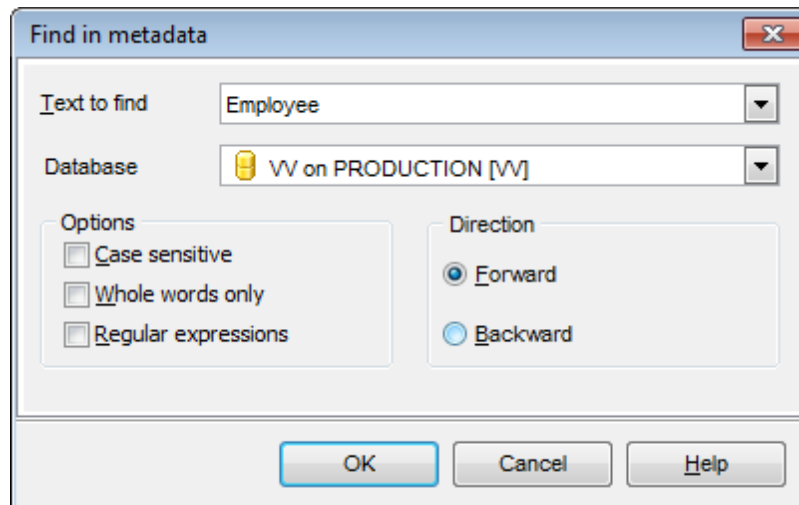 Find in metadata
Text to find
Employee
Database
VV on PRODUCTION [VV]
Options
Case sensitive
Whole words only
Regular expressions
Direction
Forward
Backward
OK
Cancel
Help